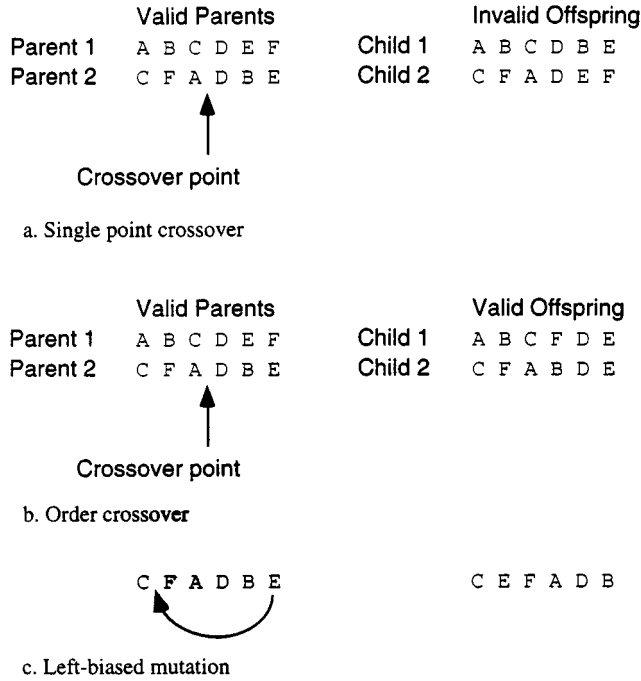 Valid Parents Invalid Offspring
Parent 1 A B C D E F Child 1 A B C D B E
Parent 2 C F A D B E Child 2 C F A D E F
Crossover point
a. Single point crossover
Valid Parents Valid Offspring
Parent 1 A B C D E F Child 1 A B C F D E
Parent 2 C F A D B E Child 2 C F A B D E
Crossover point
b. Order crossover
C F A D B E C E F A D B
c. Left-biased mutation